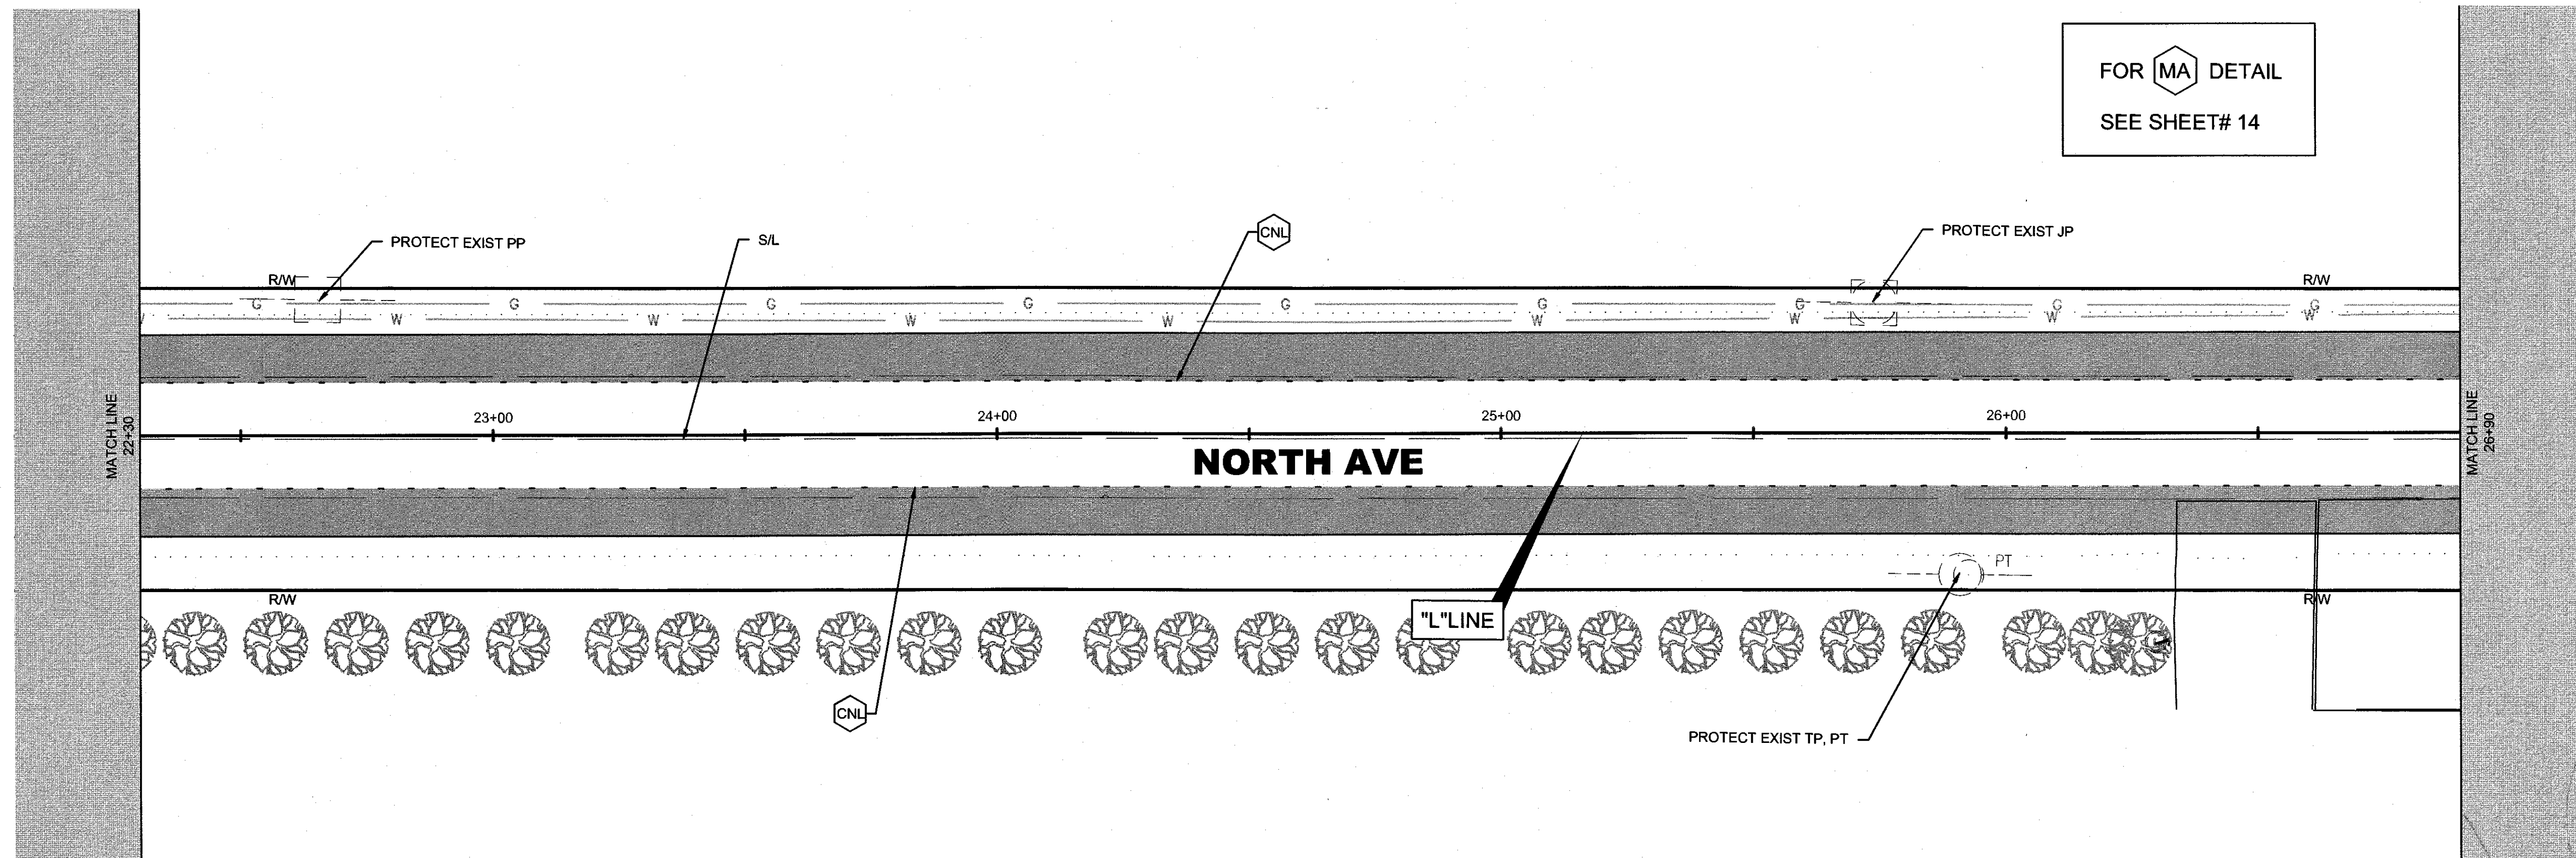 FOR MA DETAIL
SEE SHEET# 14
CNL
PROTECT EXIST PP
S/L
PROTECT EXIST JP
R/W
R/W
G G G G G G G G G
W W W W W W W W
MATCH LINE
22+30
23+00
24+00
25+00
26+00
MATCH LINE
26+90
NORTH AVE
PT
R/W
R/W
"L"LINE
CNL
PROTECT EXIST TP, PT